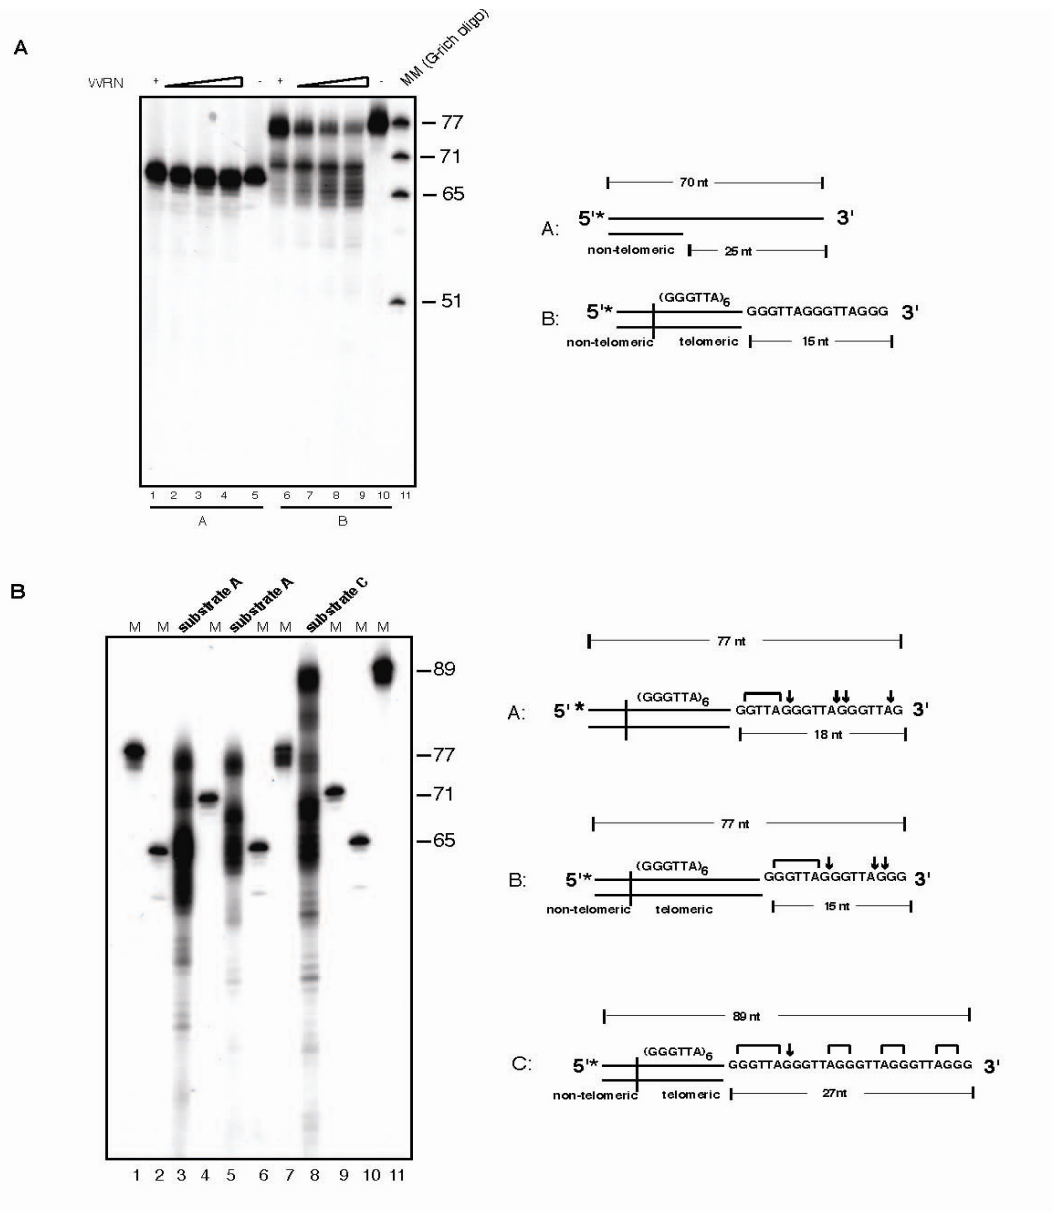 A
WRN + - + - MM (G-rich oligo)
77
71
65
51
1 2 3 4 5 6 7 8 9 10 11
A B
70 nt
A: 5'* 3'
non-telomeric 25 nt
(GGGTTA)6
B: 5'* GGGTTAGGGTTAGGG 3'
non-telomeric telomeric 15 nt
B
M M substrate A M substrate A M M substrate C M M M
89
77
71
65
1 2 3 4 5 6 7 8 9 10 11
77 nt
(GGGTTA)6
A: 5'* GGTTAGGGTTAGGGTTAG 3'
18 nt
77 nt
(GGGTTA)6
B: 5'* GGGTTAGGGTTAGGG 3'
non-telomeric telomeric 15 nt
89 nt
(GGGTTA)6
C: 5'* GGGTTAGGGTTAGGGTTAGGGTTAGGG 3'
non-telomeric telomeric 27nt